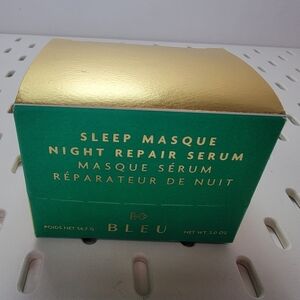 SLEEP MASQUE
NIGHT REPAIR SERUM
MASQUE SÉRUM
RÉPARATEUR DE NUIT
BLEU
POIDS NET 56.7 G
NET WT 2.0 OZ